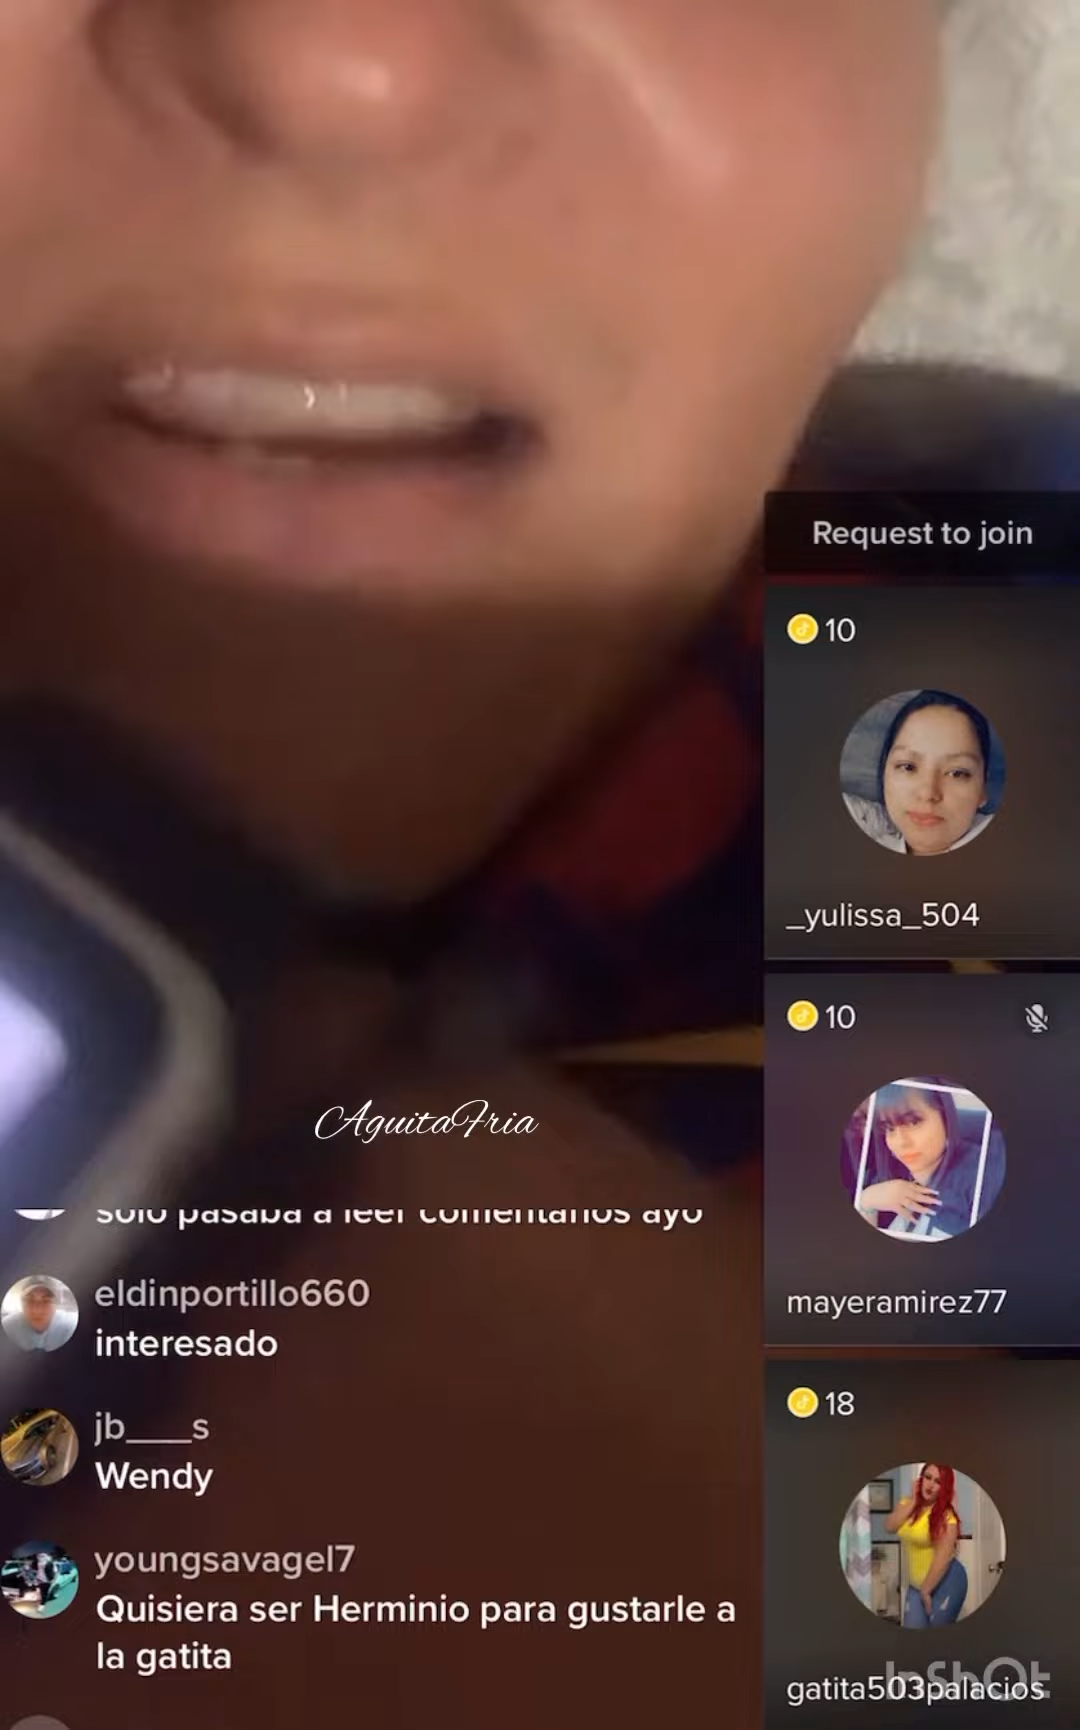 Request to join
10
_yulissa_504
10
mayeramirez77
18
gatita503palacios
InShOt
AguitaFria
solo pasaba a leer comentarios ayo
eldinportillo660
interesado
jb___s
Wendy
youngsavagel7
Quisiera ser Herminio para gustarle a
la gatita